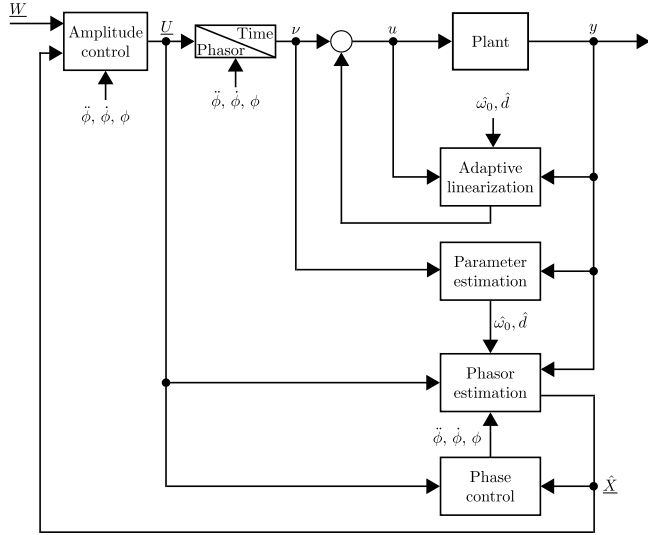 W
Amplitude
control
U
Time
Phasor
ν
u
Plant
y
ϕ̈, ϕ̇, ϕ
ϕ̈, ϕ̇, ϕ
ω̂₀, d̂
Adaptive
linearization
Parameter
estimation
ω̂₀, d̂
Phasor
estimation
ϕ̈, ϕ̇, ϕ
Phase
control
X̂